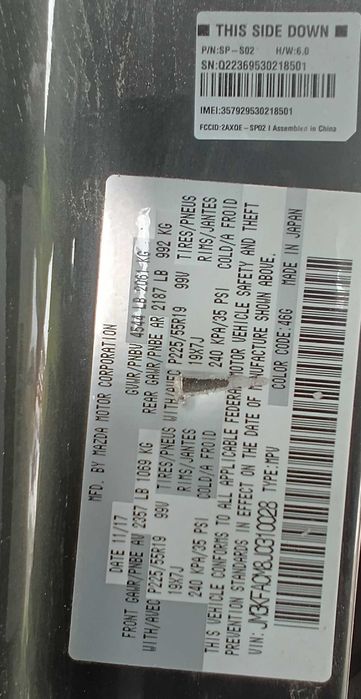 THIS SIDE DOWN
P/N:SP-S02 H/W:6.0
SN:Q22369530218501
IMEI:357929530218501
FCCID:2AXQE-SP02 | Assembled in China
MFD. BY MAZDA MOTOR CORPORATION
DATE 11/17 GVWR/PNBV 4544 LB 2061 KG
FRONT GAWR/PNBE AV 2357 LB 1069 KG REAR GAWR/PNBE AR 2187 LB 992 KG
WITH/AVEC P225/55R19 99V TIRES/PNEUS WITH/AVEC P225/55R19 99V TIRES/PNEUS
19X7J RIMS/JANTES 19X7J RIMS/JANTES
240 KPA/35 PSI COLD/A FROID 240 KPA/35 PSI COLD/A FROID
THIS VEHICLE CONFORMS TO ALL APPLICABLE FEDERAL MOTOR VEHICLE SAFETY AND THEFT
PREVENTION STANDARDS IN EFFECT ON THE DATE OF MANUFACTURE SHOWN ABOVE.
VIN: TYPE:MPV COLOR CODE:46G MADE IN JAPAN